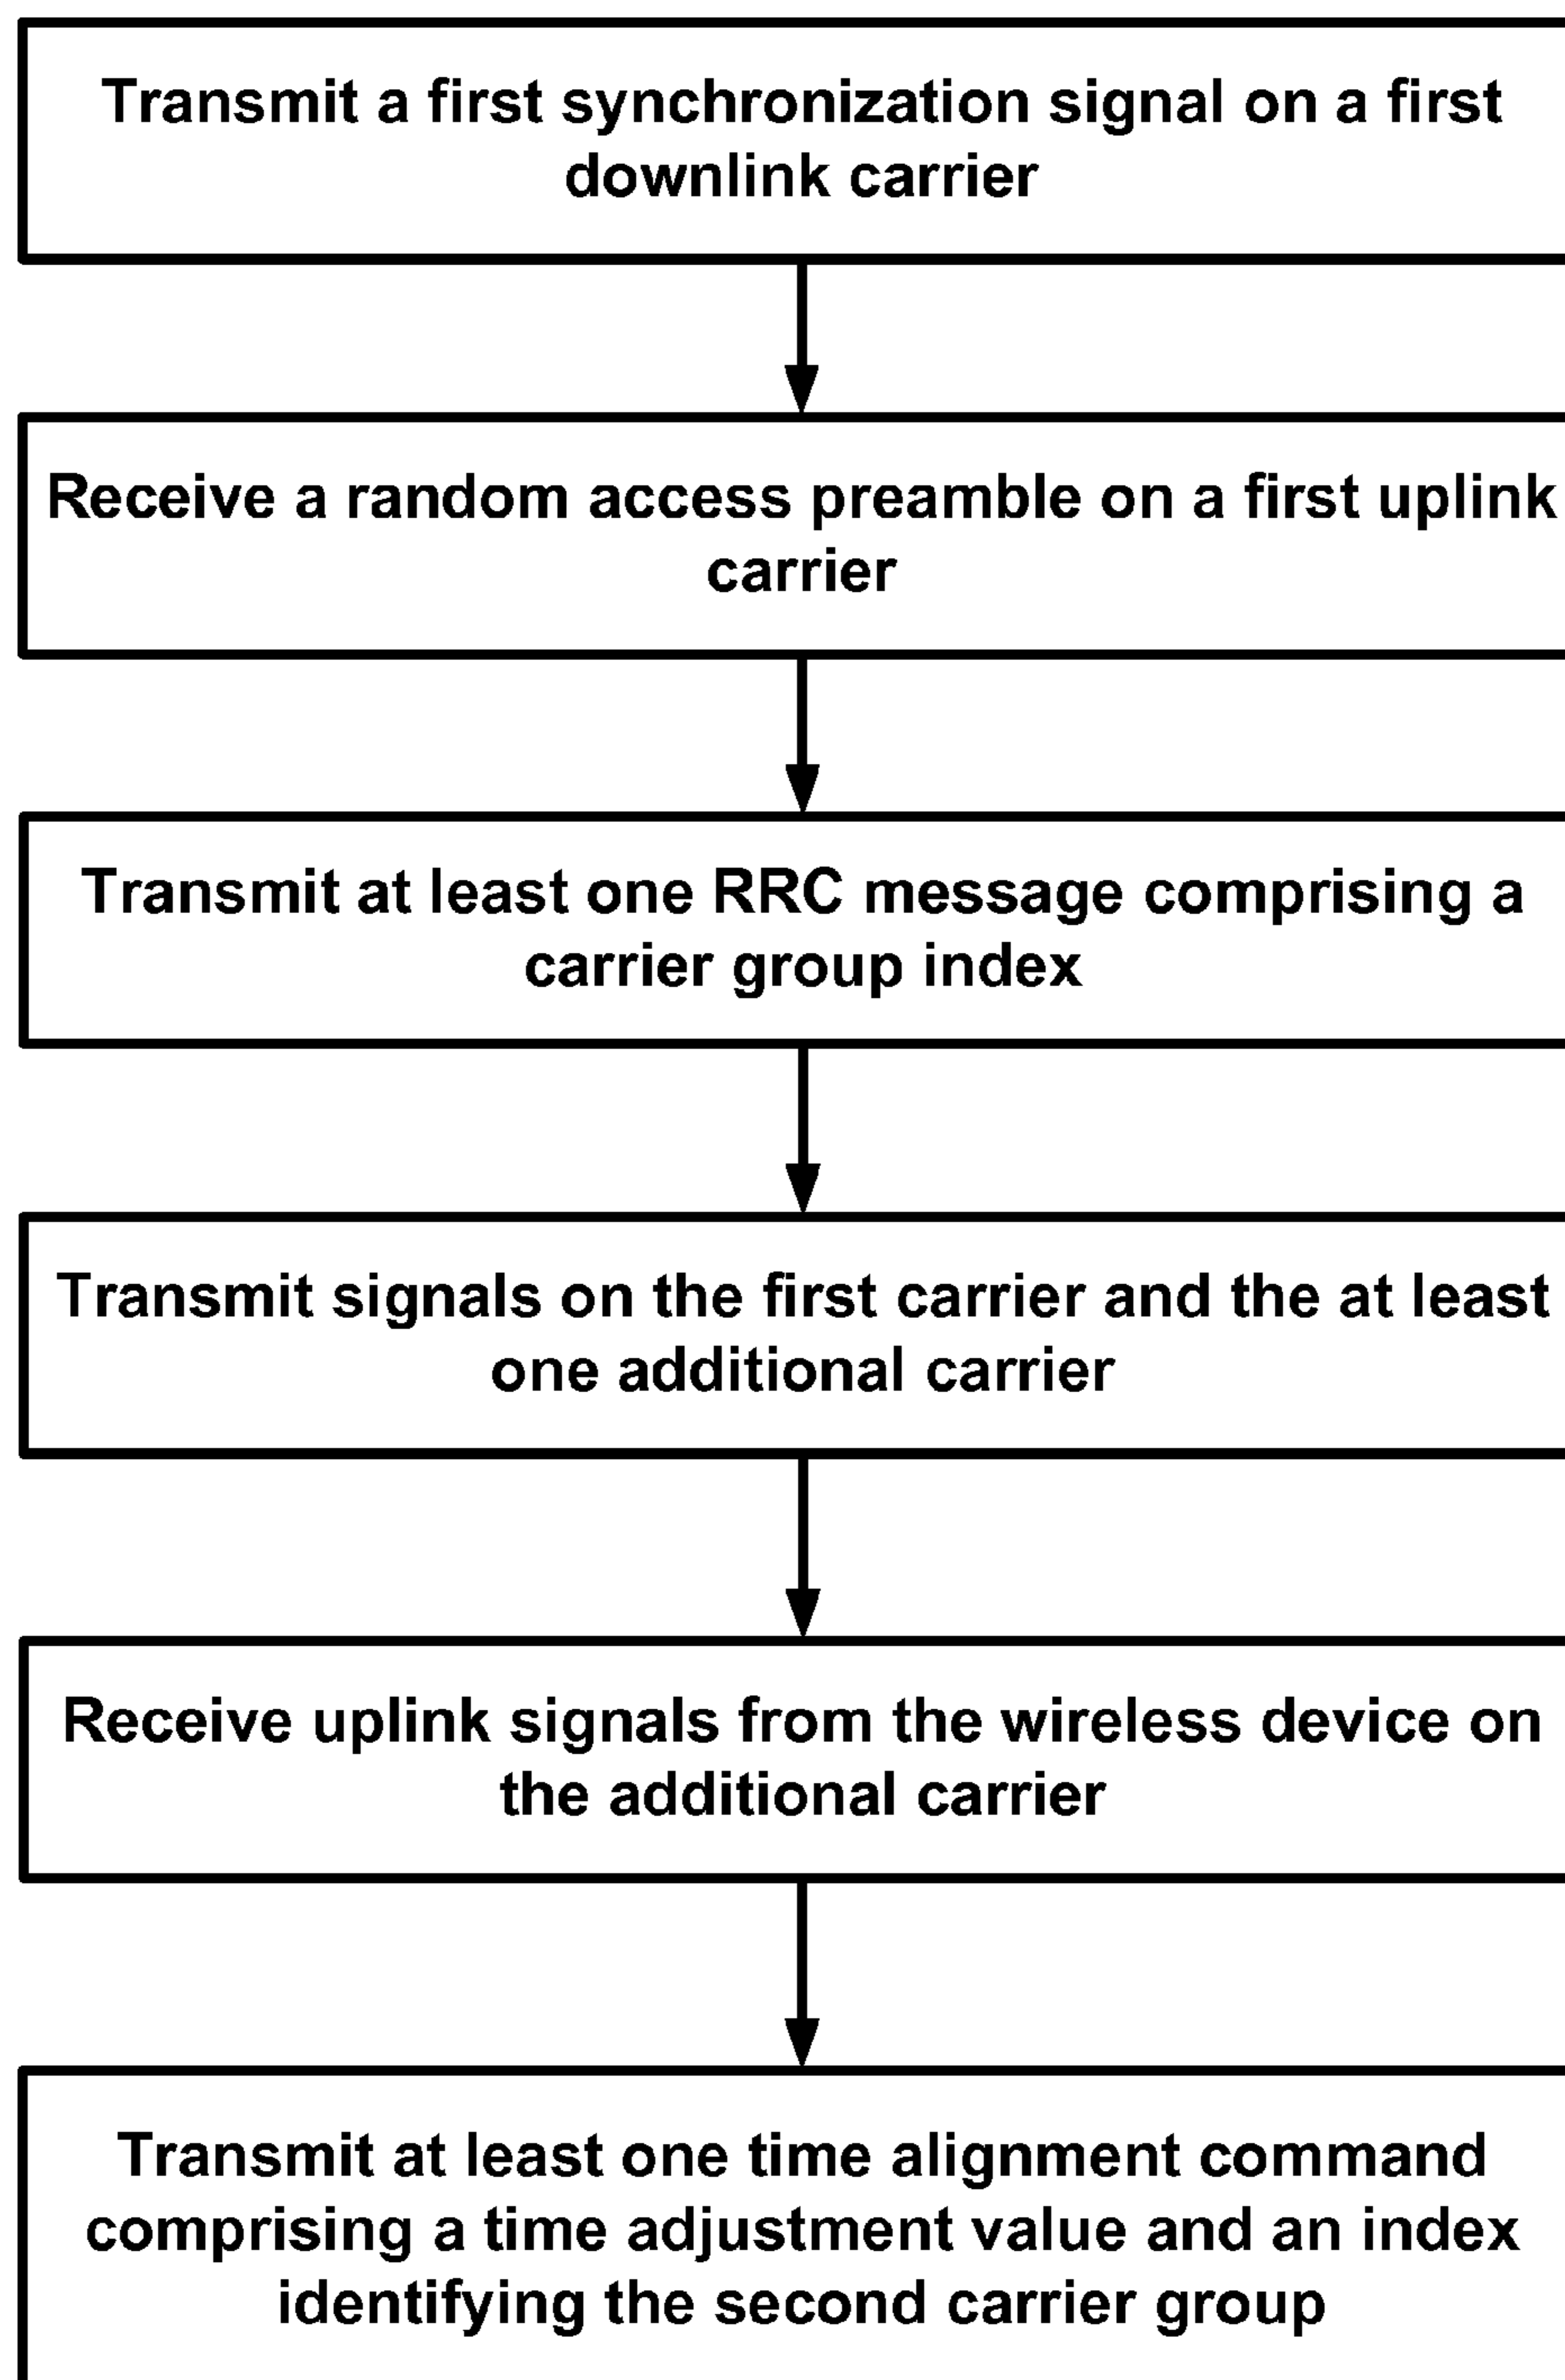 Transmit a first synchronization signal on a first
downlink carrier
Receive a random access preamble on a first uplink
carrier
Transmit at least one RRC message comprising a
carrier group index
Transmit signals on the first carrier and the at least
one additional carrier
Receive uplink signals from the wireless device on
the additional carrier
Transmit at least one time alignment command
comprising a time adjustment value and an index
identifying the second carrier group